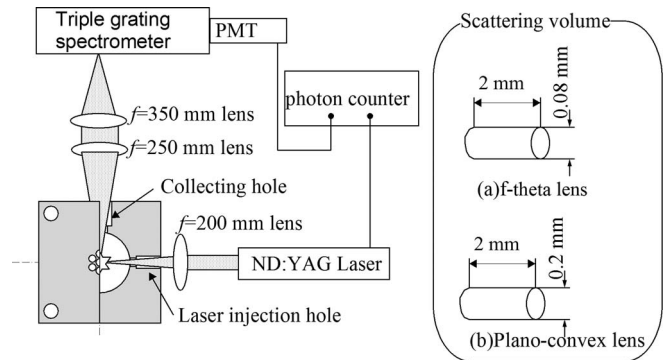 Triple grating
spectrometer
PMT
photon counter
f=350 mm lens
f=250 mm lens
Collecting hole
f=200 mm lens
ND:YAG Laser
Laser injection hole
Scattering volume
2 mm
0.08 mm
(a)f-theta lens
2 mm
0.2 mm
(b)Plano-convex lens